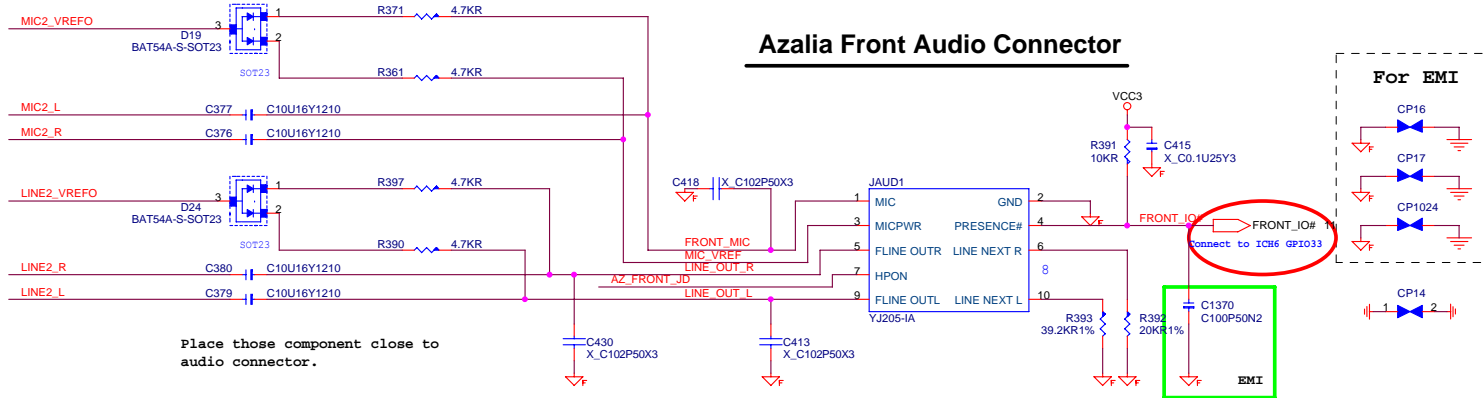 Azalia Front Audio Connector
MIC2_VREFO
3
1
2
D19
BAT54A-S-SOT23
SOT23
R371 4.7KR
R361 4.7KR
MIC2_L
C377 C10U16Y1210
MIC2_R
C376 C10U16Y1210
LINE2_VREFO
3
1
2
D24
BAT54A-S-SOT23
SOT23
R397 4.7KR
R390 4.7KR
LINE2_R
C380 C10U16Y1210
LINE2_L
C379 C10U16Y1210
Place those component close to
audio connector.
C418
X_C102P50X3
F
FRONT_MIC
MIC_VREF
LINE_OUT_R
AZ_FRONT_JD
LINE_OUT_L
C430
X_C102P50X3
F
C413
X_C102P50X3
F
JAUD1
1 MIC GND 2
3 MICPWR PRESENCE# 4
5 FLINE OUTR LINE NEXT R 6
7 HPON 8
9 FLINE OUTL LINE NEXT L 10
YJ205-IA
F
VCC3
R391
10KR
C415
X_C0.1U25Y3
F
FRONT_IO#
FRONT_IO# 11
Connect to ICH6 GPIO33
R393
39.2KR1%
F
R392
20KR1%
F
C1370
C100P50N2
F
EMI
For EMI
CP16
F
CP17
F
CP1024
F
CP14
1 2